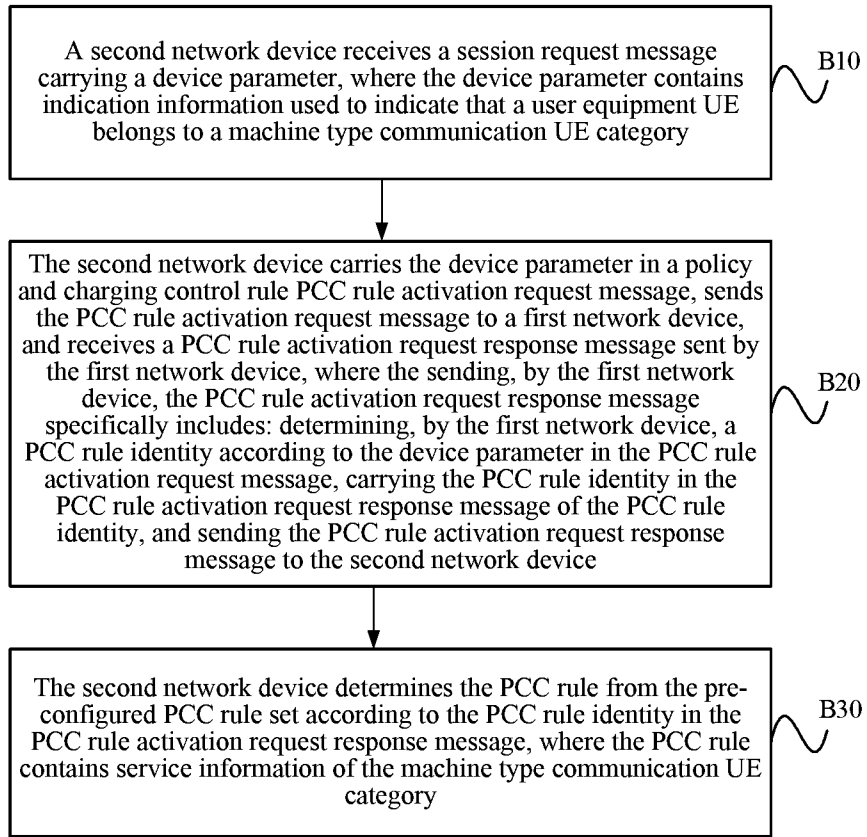 A second network device receives a session request message
carrying a device parameter, where the device parameter contains
indication information used to indicate that a user equipment UE
belongs to a machine type communication UE category
B10
The second network device carries the device parameter in a policy
and charging control rule PCC rule activation request message, sends
the PCC rule activation request message to a first network device,
and receives a PCC rule activation request response message sent by
the first network device, where the sending, by the first network
device, the PCC rule activation request response message
specifically includes: determining, by the first network device, a
PCC rule identity according to the device parameter in the PCC rule
activation request message, carrying the PCC rule identity in the
PCC rule activation request response message of the PCC rule
identity, and sending the PCC rule activation request response
message to the second network device
B20
The second network device determines the PCC rule from the pre-
configured PCC rule set according to the PCC rule identity in the
PCC rule activation request response message, where the PCC rule
contains service information of the machine type communication UE
category
B30